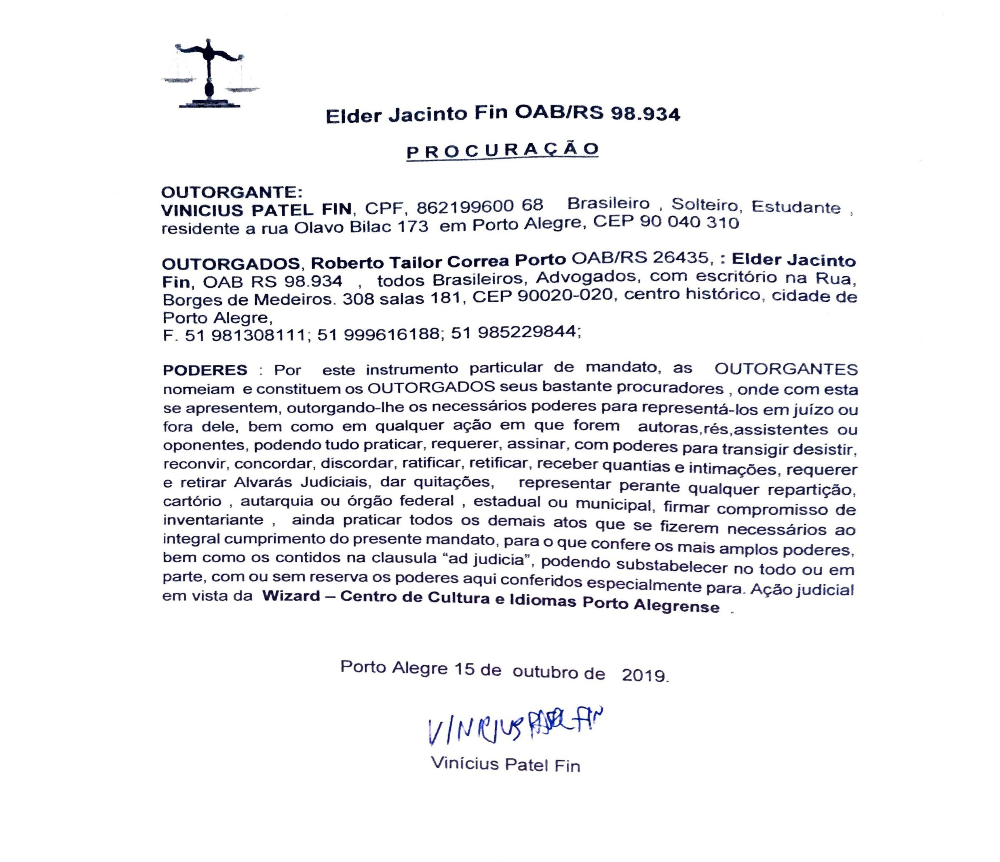 Elder Jacinto Fin OAB/RS 98.934
PROCURAÇÃO
OUTORGANTE:
VINICIUS PATEL FIN, CPF, 862199600 68 Brasileiro , Solteiro, Estudante ,
residente a rua Olavo Bilac 173 em Porto Alegre, CEP 90 040 310
OUTORGADOS, Roberto Tailor Correa Porto OAB/RS 26435, : Elder Jacinto
Fin, OAB RS 98.934 , todos Brasileiros, Advogados, com escritório na Rua,
Borges de Medeiros. 308 salas 181, CEP 90020-020, centro histórico, cidade de
Porto Alegre,
F. 51 981308111; 51 999616188; 51 985229844;
PODERES : Por este instrumento particular de mandato, as OUTORGANTES
nomeiam e constituem os OUTORGADOS seus bastante procuradores , onde com esta
se apresentem, outorgando-lhe os necessários poderes para representá-los em juízo ou
fora dele, bem como em qualquer ação em que forem autoras,rés,assistentes ou
oponentes, podendo tudo praticar, requerer, assinar, com poderes para transigir desistir,
reconvir, concordar, discordar, ratificar, retificar, receber quantias e intimações, requerer
e retirar Alvarás Judiciais, dar quitações, representar perante qualquer repartição,
cartório , autarquia ou órgão federal , estadual ou municipal, firmar compromisso de
inventariante , ainda praticar todos os demais atos que se fizerem necessários ao
integral cumprimento do presente mandato, para o que confere os mais amplos poderes,
bem como os contidos na clausula “ad judicia”, podendo substabelecer no todo ou em
parte, com ou sem reserva os poderes aqui conferidos especialmente para. Ação judicial
em vista da Wizard – Centro de Cultura e Idiomas Porto Alegrense .
Porto Alegre 15 de outubro de 2019.
VINICIUS PATEL FIN
Vinícius Patel Fin